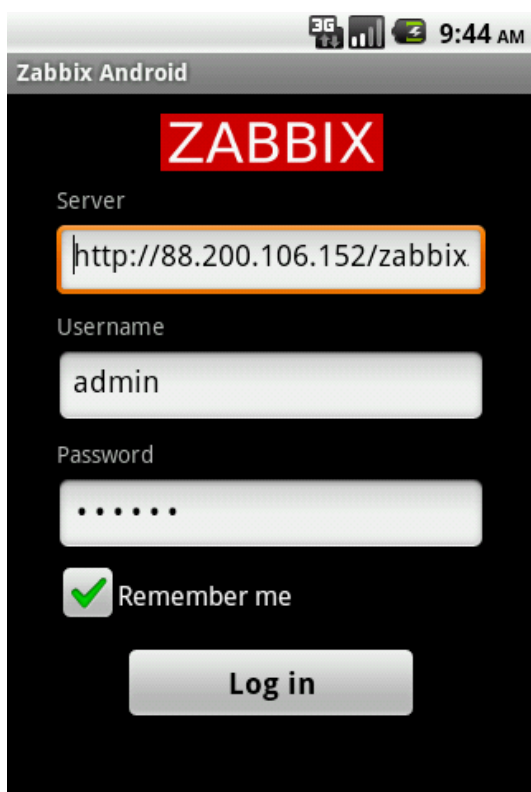 3G 9:44 AM
Zabbix Android
ZABBIX
Server
http://88.200.106.152/zabbix
Username
admin
Password
••••••
Remember me
Log in